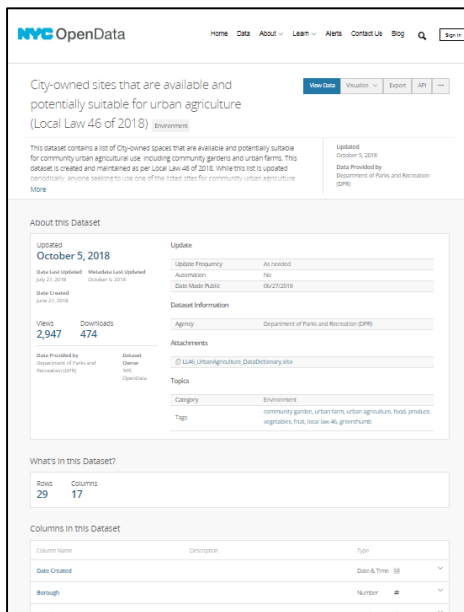 NYC OpenData
Home Data About Learn Alerts Contact Us Blog Sign In
City-owned sites that are available and
potentially suitable for urban agriculture
(Local Law 46 of 2018) Environment
View Data Visualize Export API ...
This dataset contains a list of City-owned spaces that are available and potentially suitable
for community urban agricultural use, including community gardens and urban farms. This
dataset is created and maintained as per Local Law 46 of 2018. While this list is updated
periodically, anyone seeking to use one of the listed sites for community urban agriculture
More
Updated
October 5, 2018
Data Provided by
Department of Parks and Recreation
(DPR)
About this Dataset
Updated
October 5, 2018
Data Last Updated Metadata Last Updated
July 27, 2018 October 5, 2018
Date Created
June 27, 2018
Views Downloads
2,947 474
Data Provided by
Department of Parks and
Recreation (DPR)
Dataset
Owner
NYC
OpenData
Update
Update Frequency As needed
Automation No
Date Made Public 06/27/2018
Dataset Information
Agency Department of Parks and Recreation (DPR)
Attachments
LL46_UrbanAgriculture_DataDictionary.xlsx
Topics
Category Environment
Tags community garden, urban farm, urban agriculture, food, produce,
vegetables, fruit, local law 46, greenthumb
What's in this Dataset?
Rows Columns
29 17
Columns in this Dataset
Column Name Description Type
Date Created Date & Time
Borough Number #